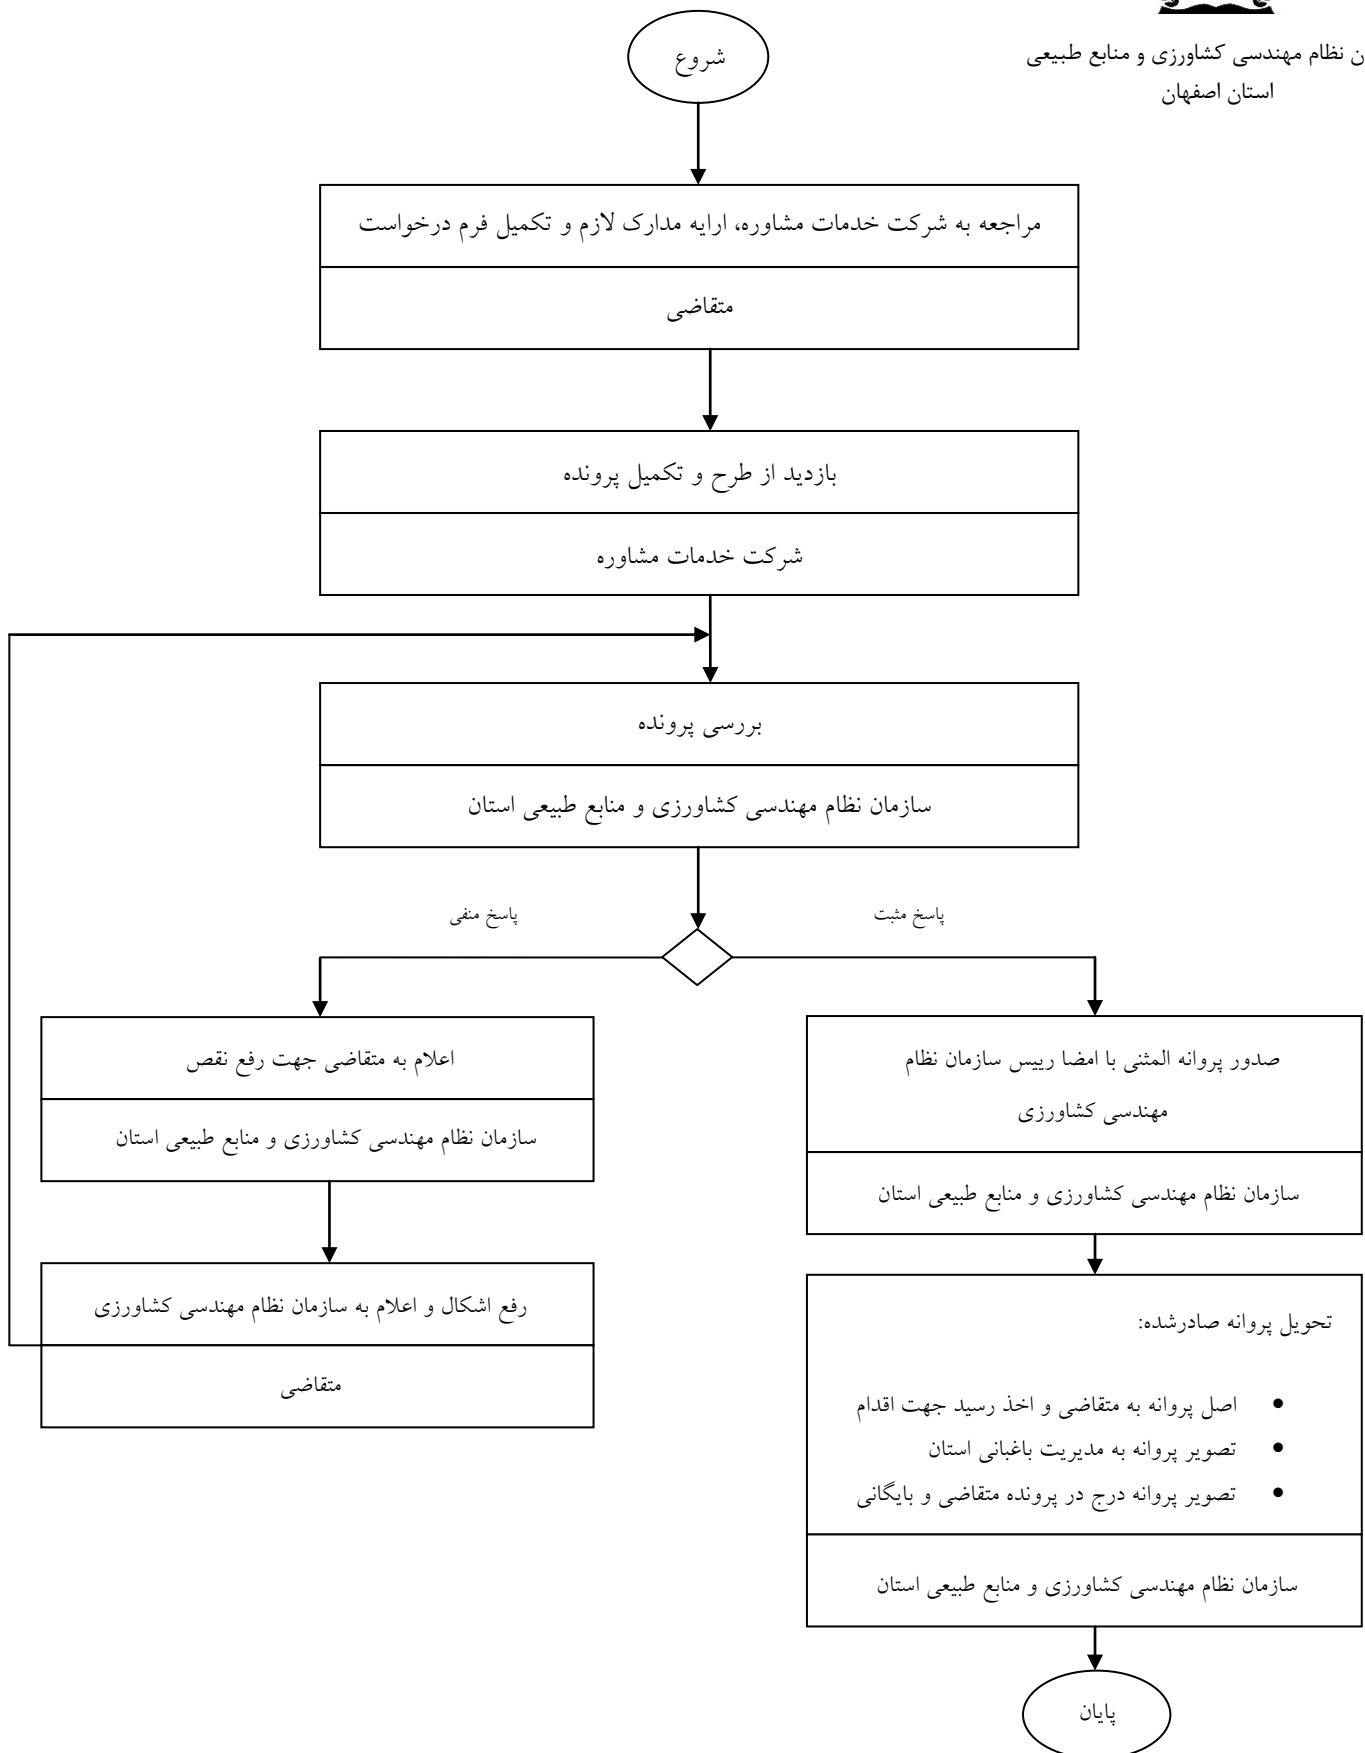 ن نظام مهندسی کشاورزی و منابع طبیعی
استان اصفهان
شروع
مراجعه به شرکت خدمات مشاوره، ارایه مدارک لازم و تکمیل فرم درخواست
متقاضی
بازدید از طرح و تکمیل پرونده
شرکت خدمات مشاوره
بررسی پرونده
سازمان نظام مهندسی کشاورزی و منابع طبیعی استان
پاسخ مثبت
پاسخ منفی
صدور پروانه المثنی با امضا رییس سازمان نظام
مهندسی کشاورزی
سازمان نظام مهندسی کشاورزی و منابع طبیعی استان
اعلام به متقاضی جهت رفع نقص
سازمان نظام مهندسی کشاورزی و منابع طبیعی استان
رفع اشکال و اعلام به سازمان نظام مهندسی کشاورزی
متقاضی
تحویل پروانه صادرشده:
• اصل پروانه به متقاضی و اخذ رسید جهت اقدام
• تصویر پروانه به مدیریت باغبانی استان
• تصویر پروانه درج در پرونده متقاضی و بایگانی
سازمان نظام مهندسی کشاورزی و منابع طبیعی استان
پایان